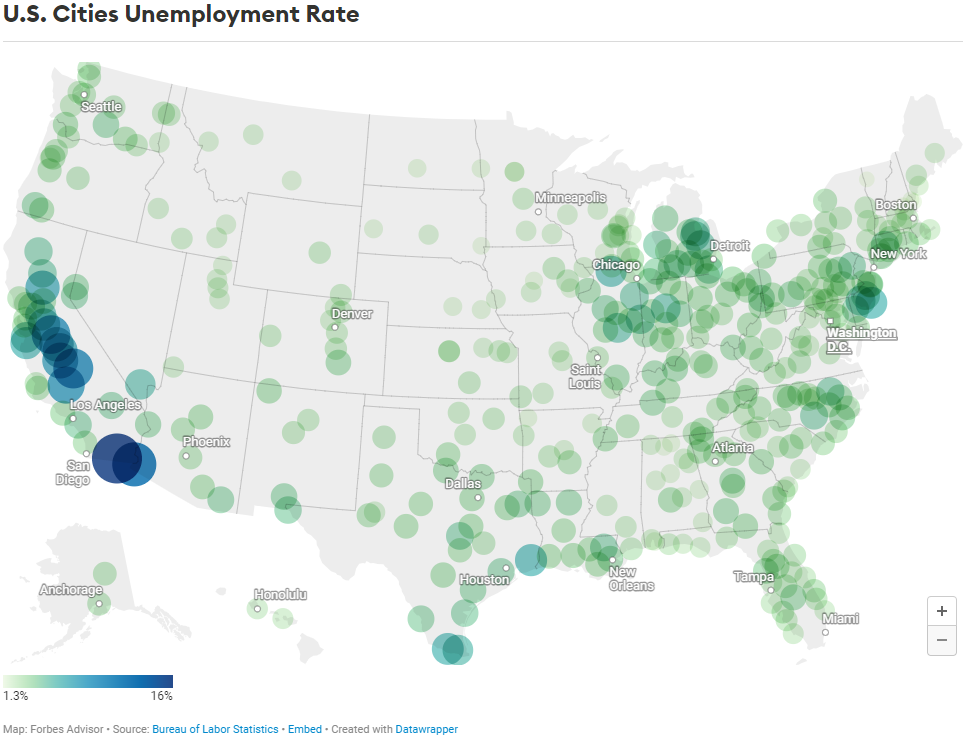 U.S. Cities Unemployment Rate
Seattle
Minneapolis
Boston
Detroit
New York
Chicago
Denver
Washington
D.C.
Saint
Louis
Los Angeles
Phoenix
Atlanta
San
Diego
Dallas
Houston
New
Orleans
Tampa
Anchorage
Honolulu
Miami
+
−
1.3%
16%
Map: Forbes Advisor • Source: Bureau of Labor Statistics • Embed • Created with Datawrapper